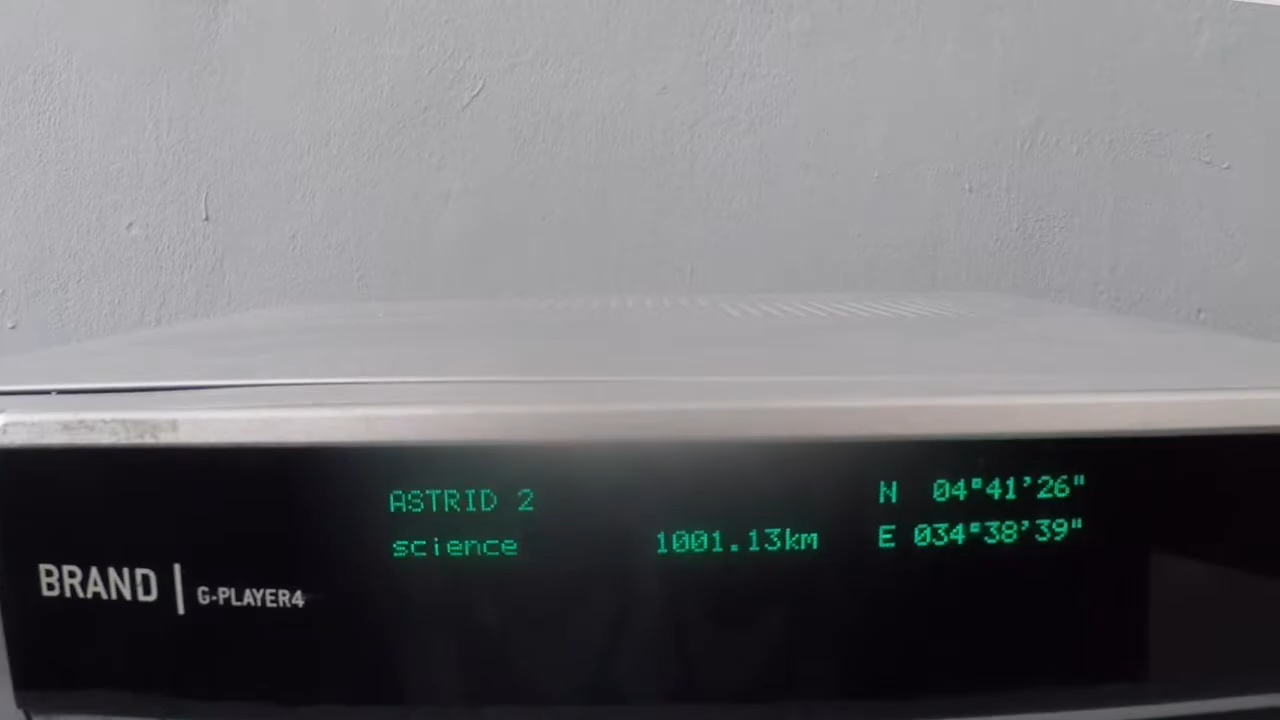 ASTRID 2 N 04°41'26"
science 1001.13km E 034°38'39"
BRAND | G-PLAYER4